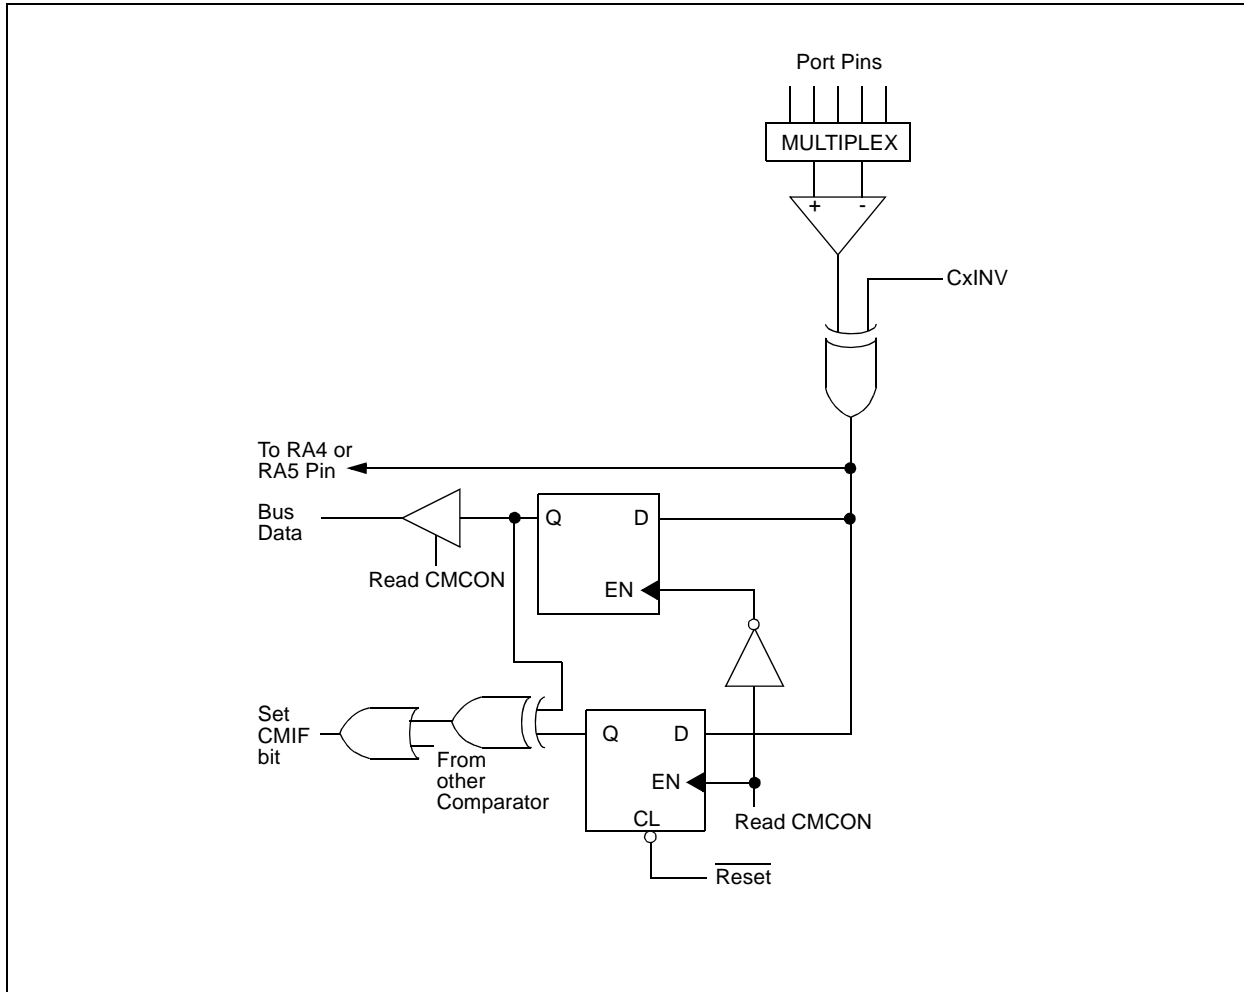 Port Pins
MULTIPLEX
+ -
CxINV
To RA4 or
RA5 Pin
Bus
Data
Q D
Read CMCON
EN
Set
CMIF
bit
From
other
Comparator
Q D
EN
CL
Read CMCON
Reset